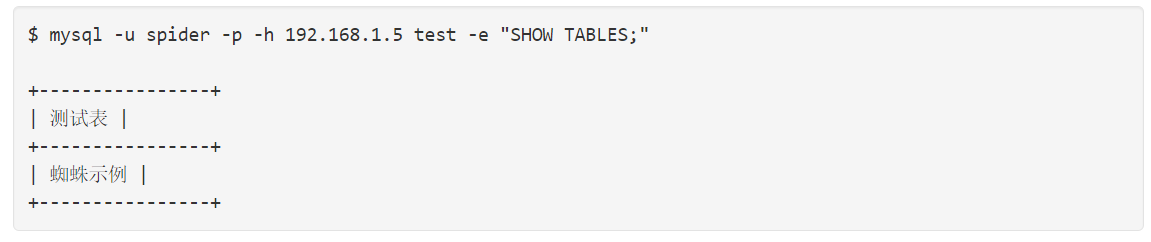 $ mysql -u spider -p -h 192.168.1.5 test -e "SHOW TABLES;"
+----------------+
| 测试表 |
+----------------+
| 蜘蛛示例 |
+----------------+